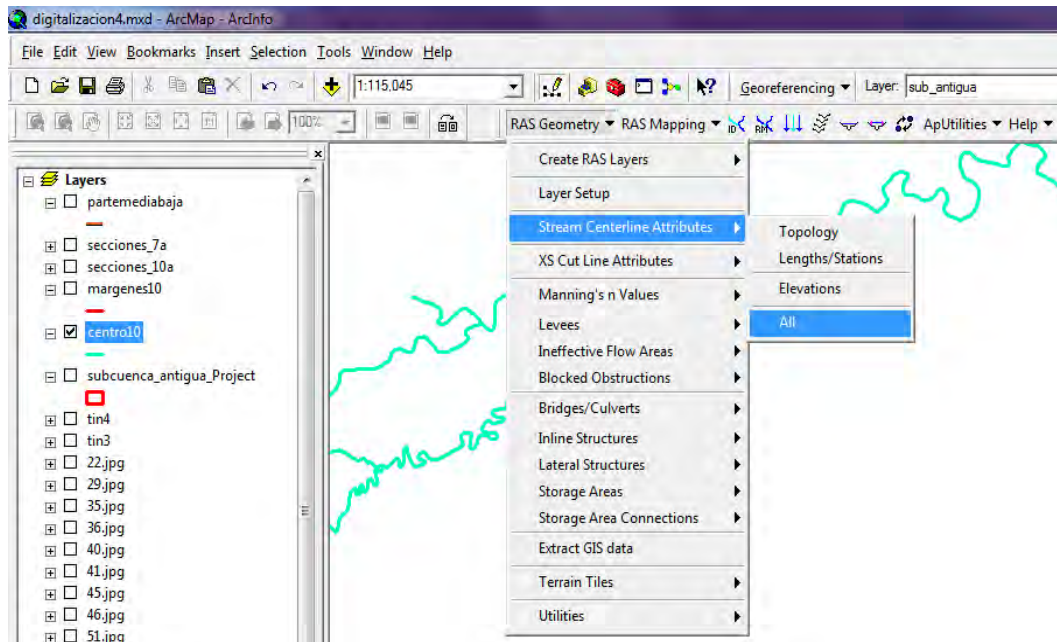 digitalizacion4.mxd - ArcMap - ArcInfo
File Edit View Bookmarks Insert Selection Tools Window Help
1:115,045
Georeferencing Layer: sub_antigua
100%
RAS Geometry RAS Mapping ID RM ApUtilities Help
Layers
partemediabaja
secciones_7a
secciones_10a
margenes10
centro10
subcuenca_antigua_Project
tin4
tin3
22.jpg
29.jpg
35.jpg
36.jpg
40.jpg
41.jpg
45.jpg
46.jpg
51.jpg
Create RAS Layers
Layer Setup
Stream Centerline Attributes
XS Cut Line Attributes
Manning's n Values
Levees
Ineffective Flow Areas
Blocked Obstructions
Bridges/Culverts
Inline Structures
Lateral Structures
Storage Areas
Storage Area Connections
Extract GIS data
Terrain Tiles
Utilities
Topology
Lengths/Stations
Elevations
All